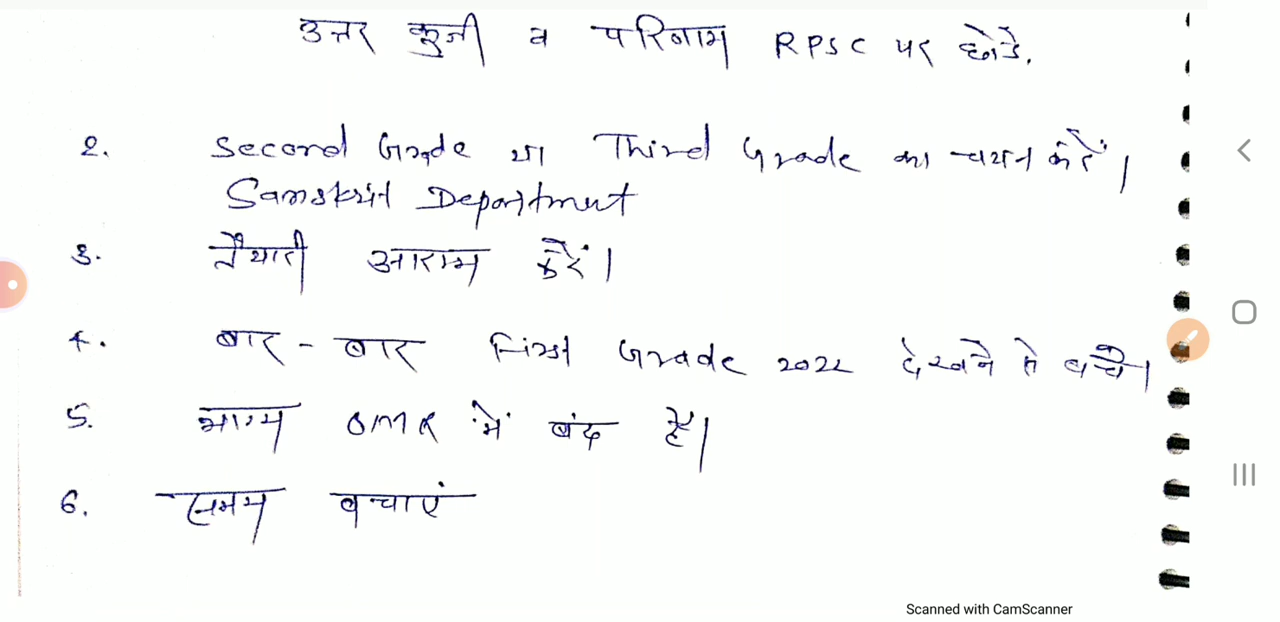 उत्तर कुंजी व परिणाम RPSC पर छोड़े.
2. Second Grade या Third Grade का चयन करें।
Samskrit Department
3. तैयारी आरम्भ करें।
4. बार-बार First Grade 2022 देखने से बचें।
5. भाग्य OMR में बंद है।
6. समय बचाएं
Scanned with CamScanner